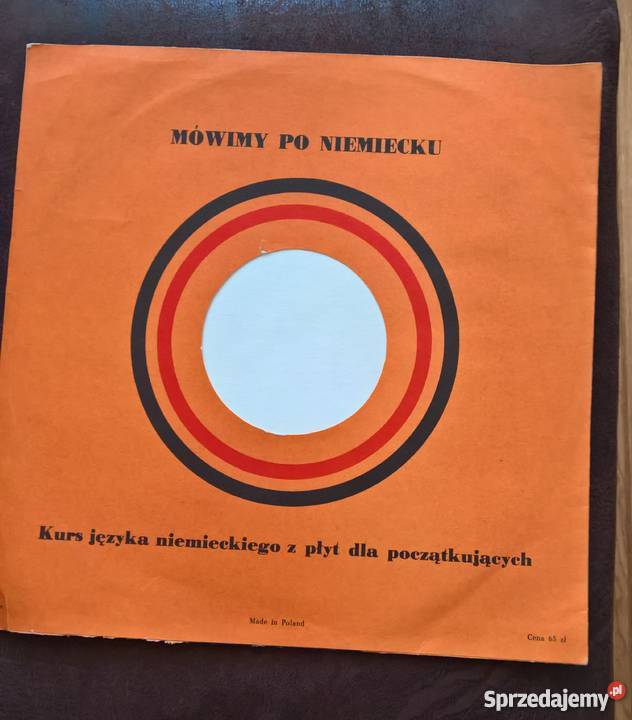 MÓWIMY PO NIEMIECKU
Kurs języka niemieckiego z płyt dla początkujących
Made in Poland
Cena 65 zł
Sprzedajemy.pl